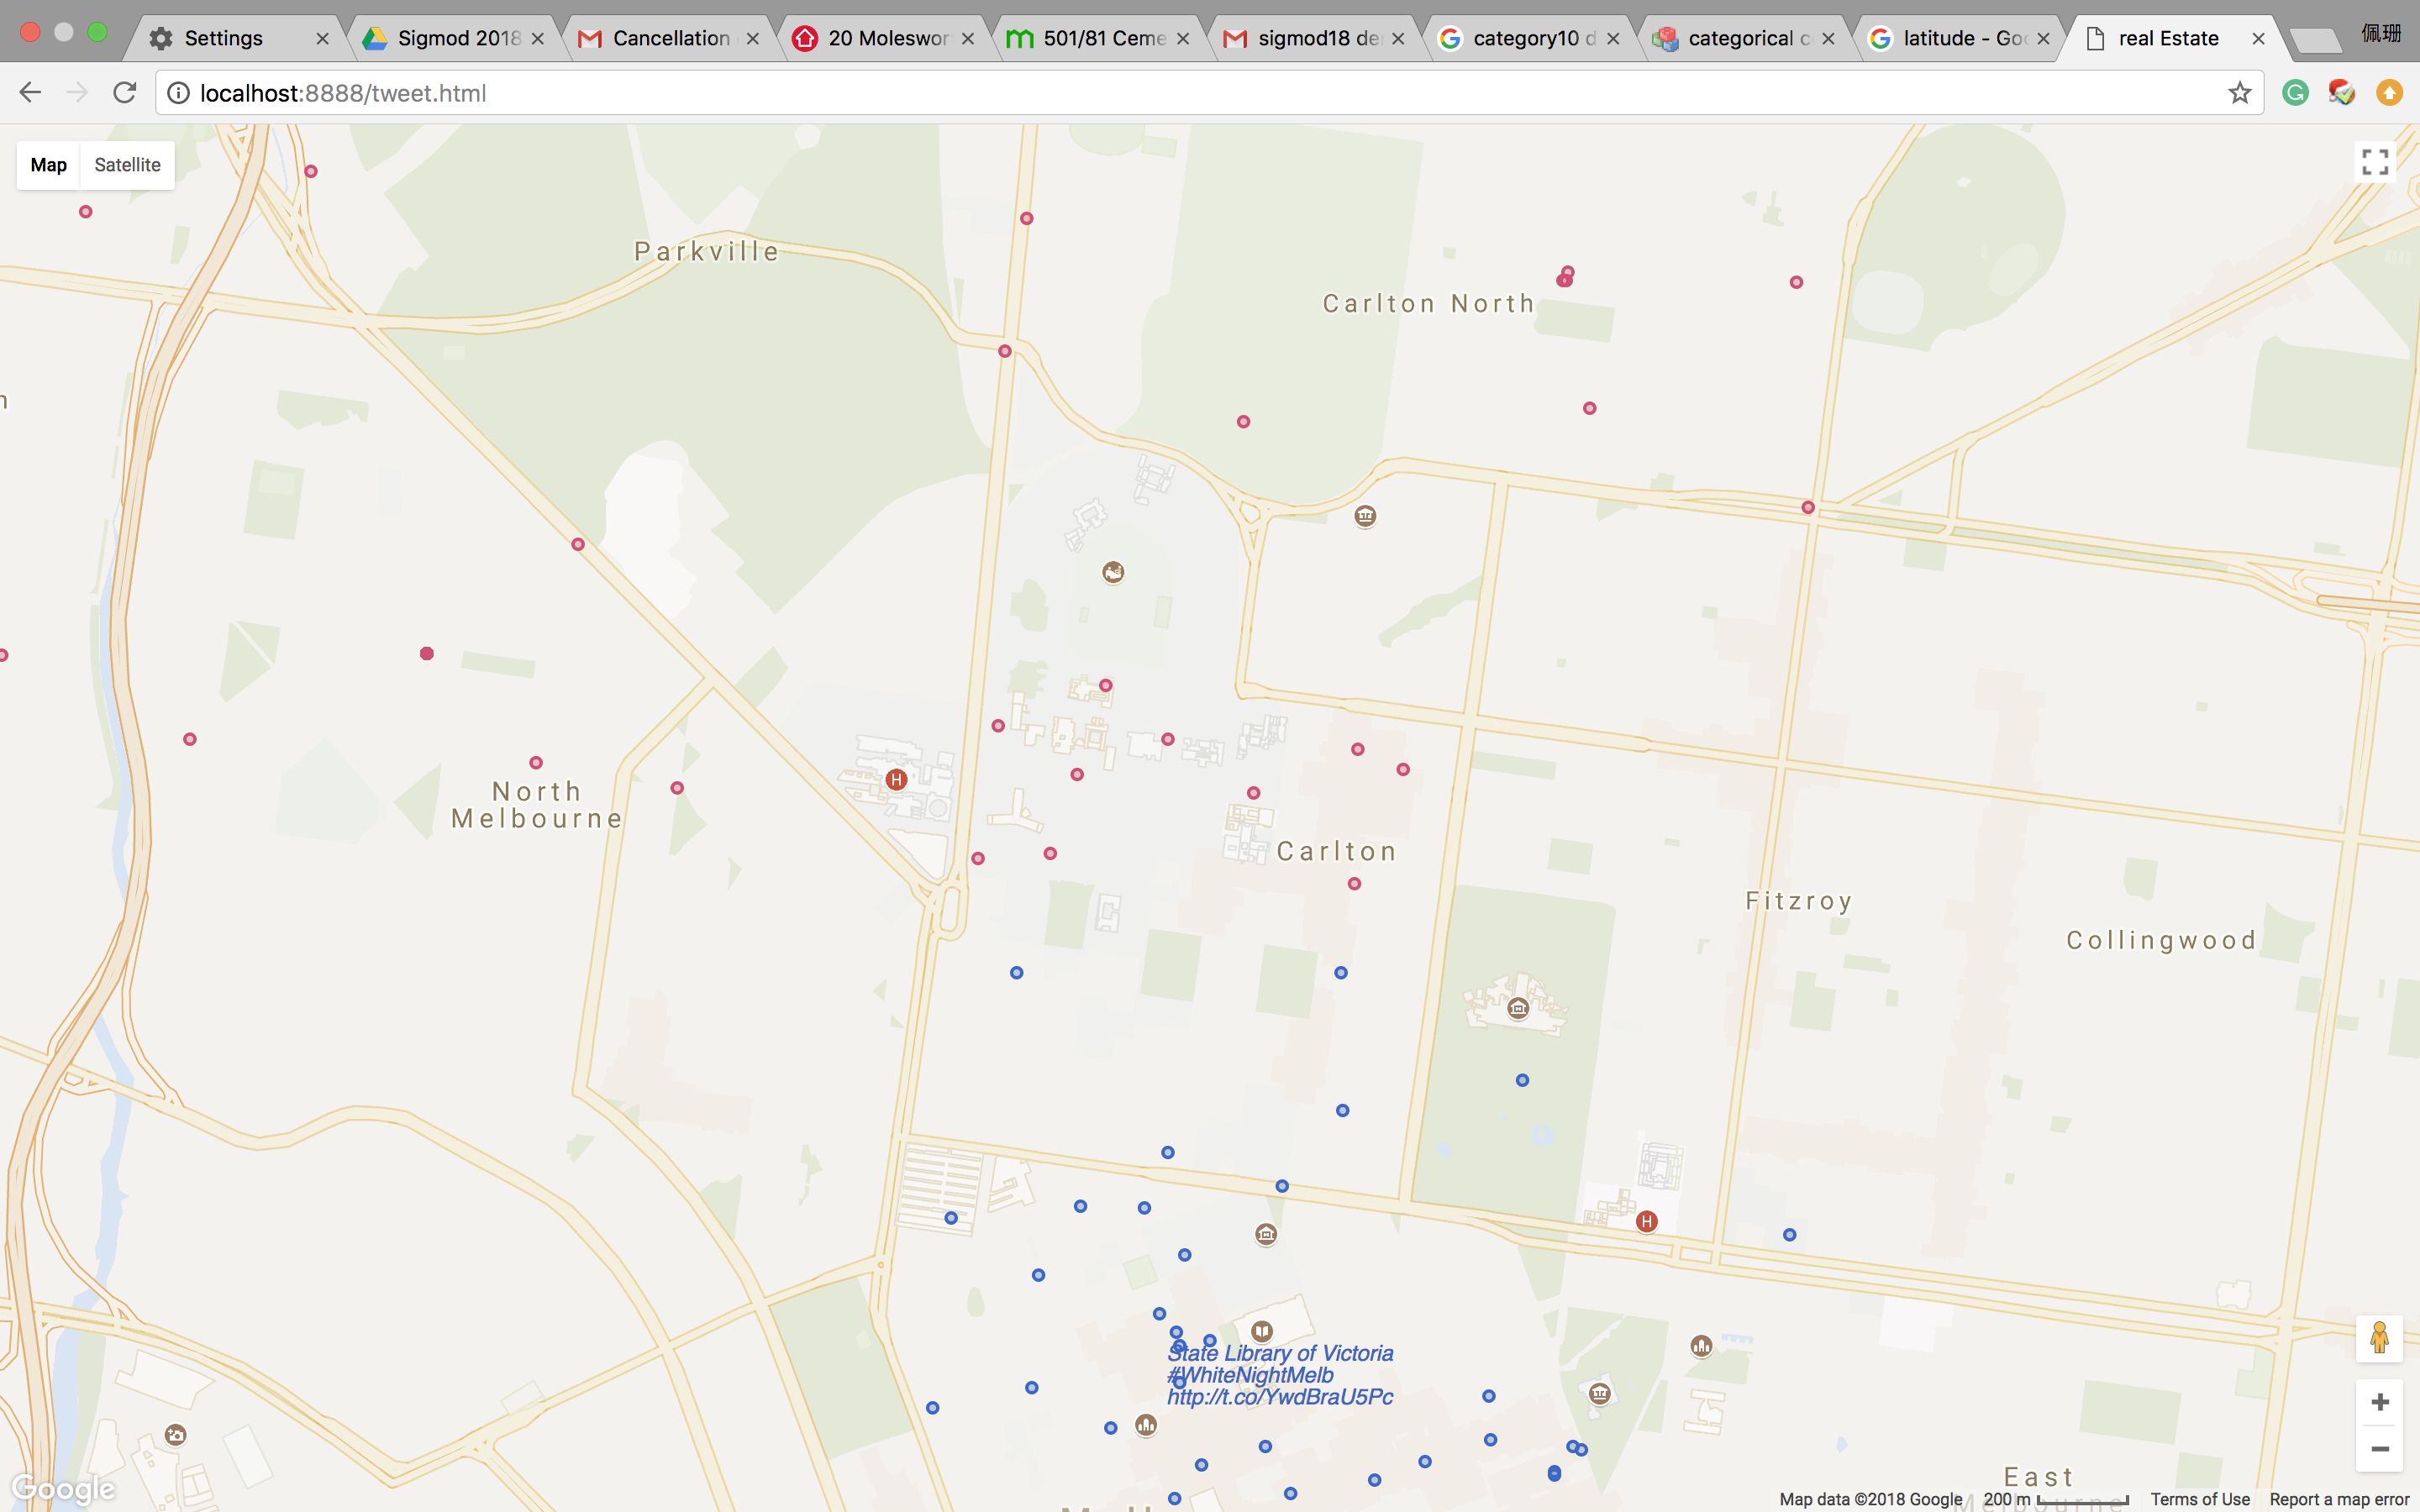 Settings
Sigmod 2018
Cancellation
20 Moleswor
501/81 Ceme
sigmod18 de
category10 d
categorical c
latitude - Goo
real Estate
佩珊
localhost:8888/tweet.html
Map Satellite
Parkville
Carlton North
n
North
Melbourne
H
Carlton
Fitzroy
Collingwood
H
State Library of Victoria
#WhiteNightMelb
http://t.co/YwdBraU5Pc
East
Melbourne
Google
Map data ©2018 Google 200 m Terms of Use Report a map error